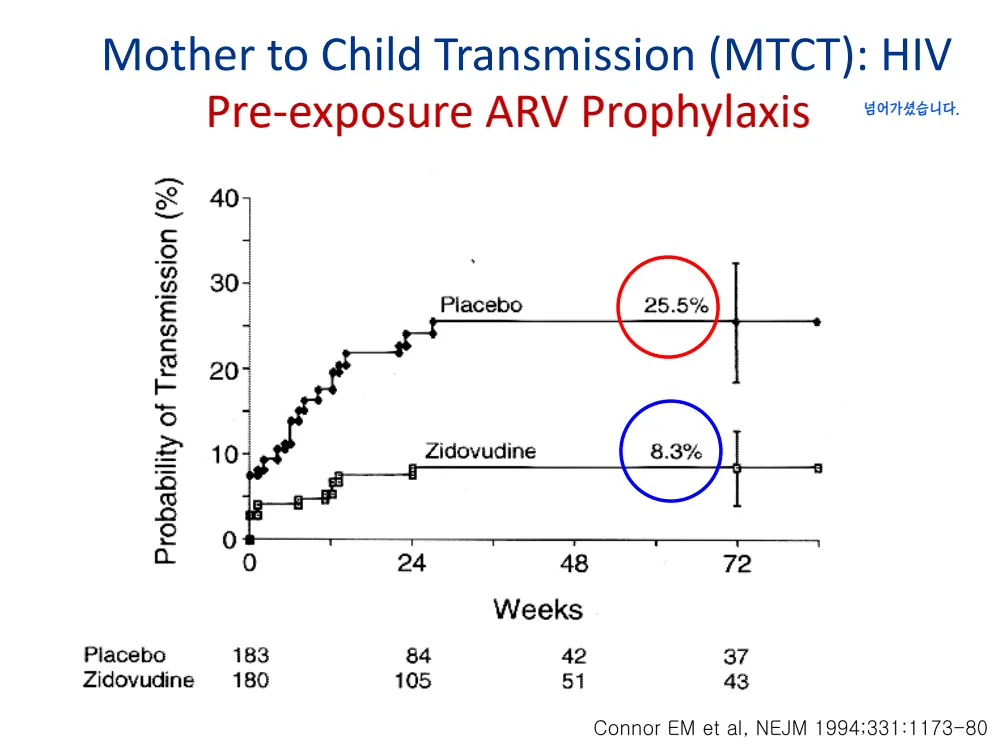 Mother to Child Transmission (MTCT): HIV
Pre-exposure ARV Prophylaxis
넘어가셨습니다.
Probability of Transmission (%)
40
30
20
10
0
Placebo
25.5%
Zidovudine
8.3%
0 24 48 72
Weeks
Placebo 183 84 42 37
Zidovudine 180 105 51 43
Connor EM et al, NEJM 1994;331:1173-80